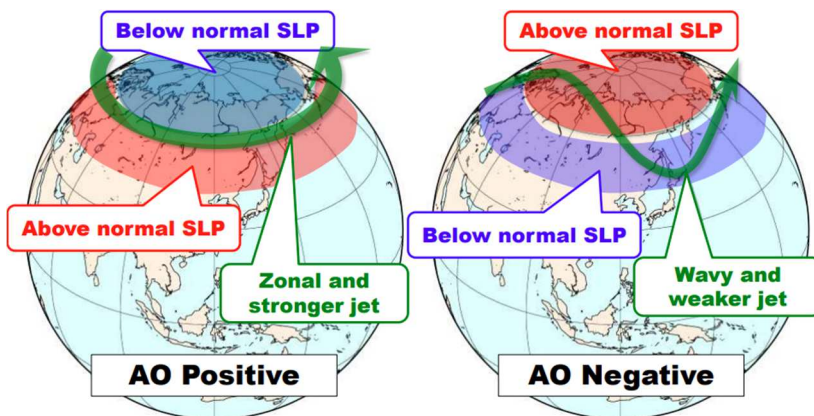 Below normal SLP
Above normal SLP
Zonal and
stronger jet
AO Positive
Above normal SLP
Below normal SLP
Wavy and
weaker jet
AO Negative